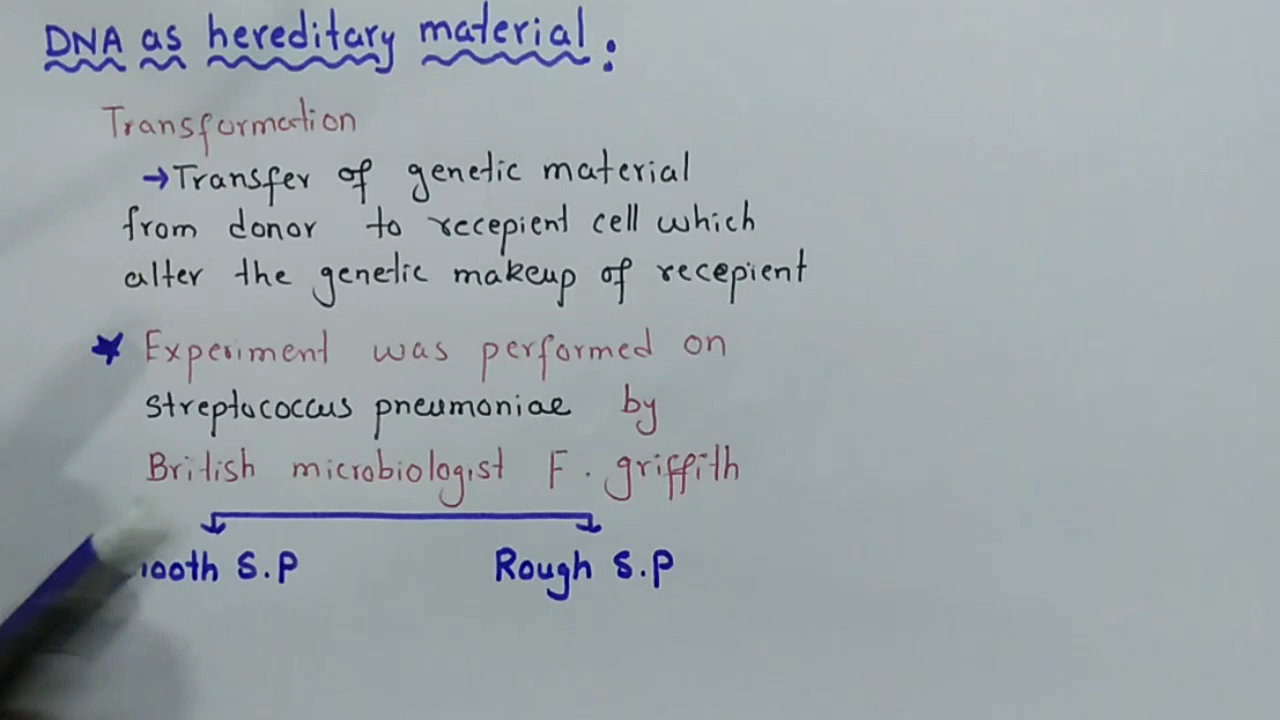 DNA as hereditary material:
Transformation
→Transfer of genetic material
from donor to recepient cell which
alter the genetic makeup of recepient
★ Experiment was performed on
streptococcus pneumoniae by
British microbiologist F. griffith
Rough S.P
S.P